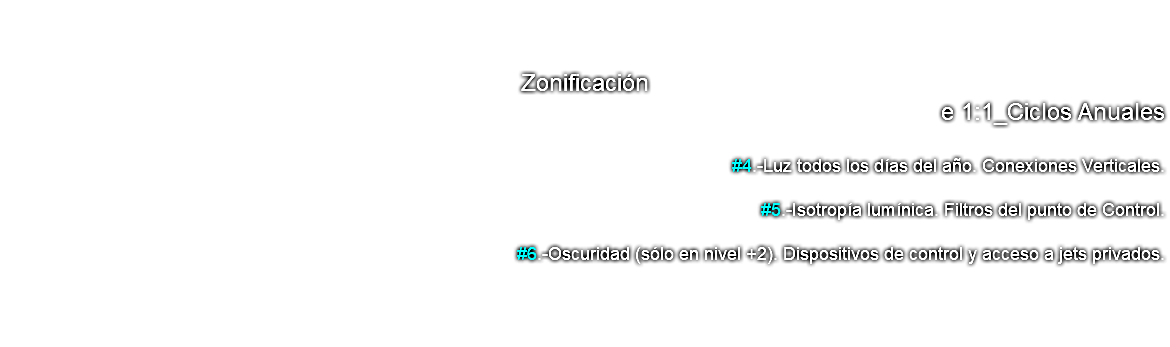 Zonificación
e 1:1_Ciclos Anuales
#4.-Luz todos los días del año. Conexiones Verticales.
#5.-Isotropía lumínica. Filtros del punto de Control.
#6.-Oscuridad (sólo en nivel +2). Dispositivos de control y acceso a jets privados.